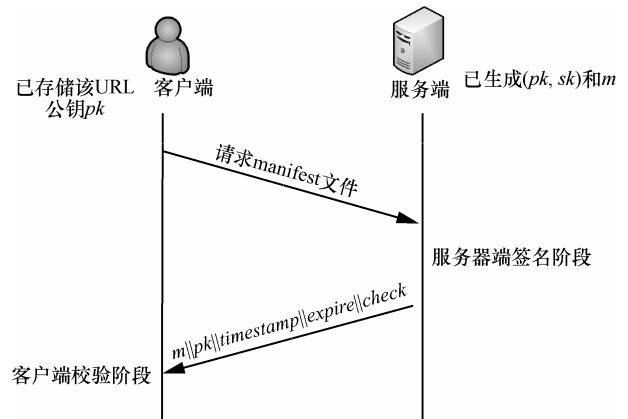 已存储该URL
公钥pk
客户端
服务端
已生成(pk, sk)和m
请求manifest文件
服务器端签名阶段
m||pk||timestamp||expire||check
客户端校验阶段